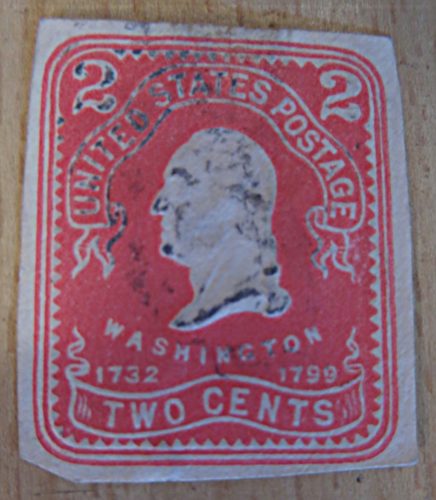 2 2
UNITED STATES POSTAGE
WASHINGTON
1732 1799
TWO CENTS